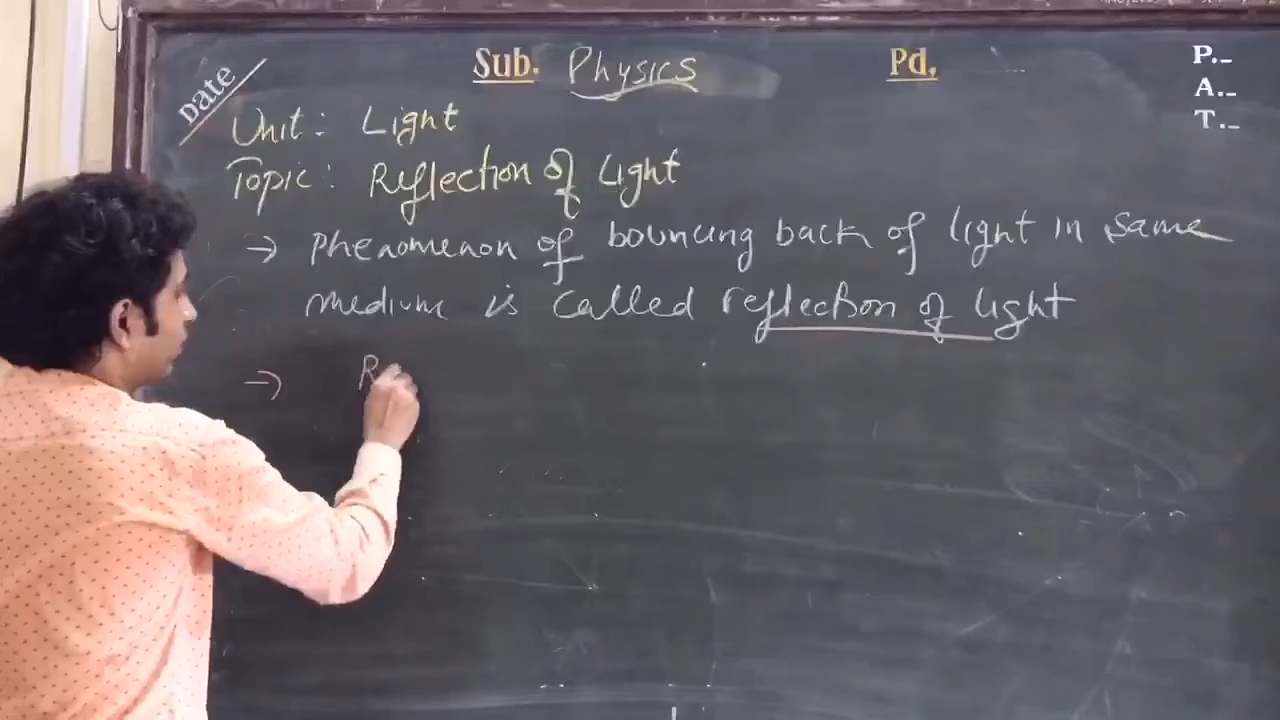 DATE
Sub. Physics Pd.
P.-
A.-
T.-
Unit: Light
Topic: Reflection of Light
→ Phenomenon of bouncing back of light in same
medium is called reflection of light
→ R